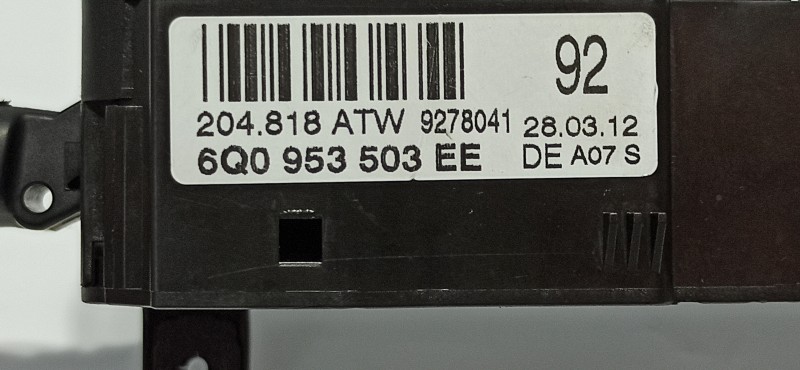 92
204.818 ATW 9278041 28.03.12
6Q0 953 503 EE DE A07 S